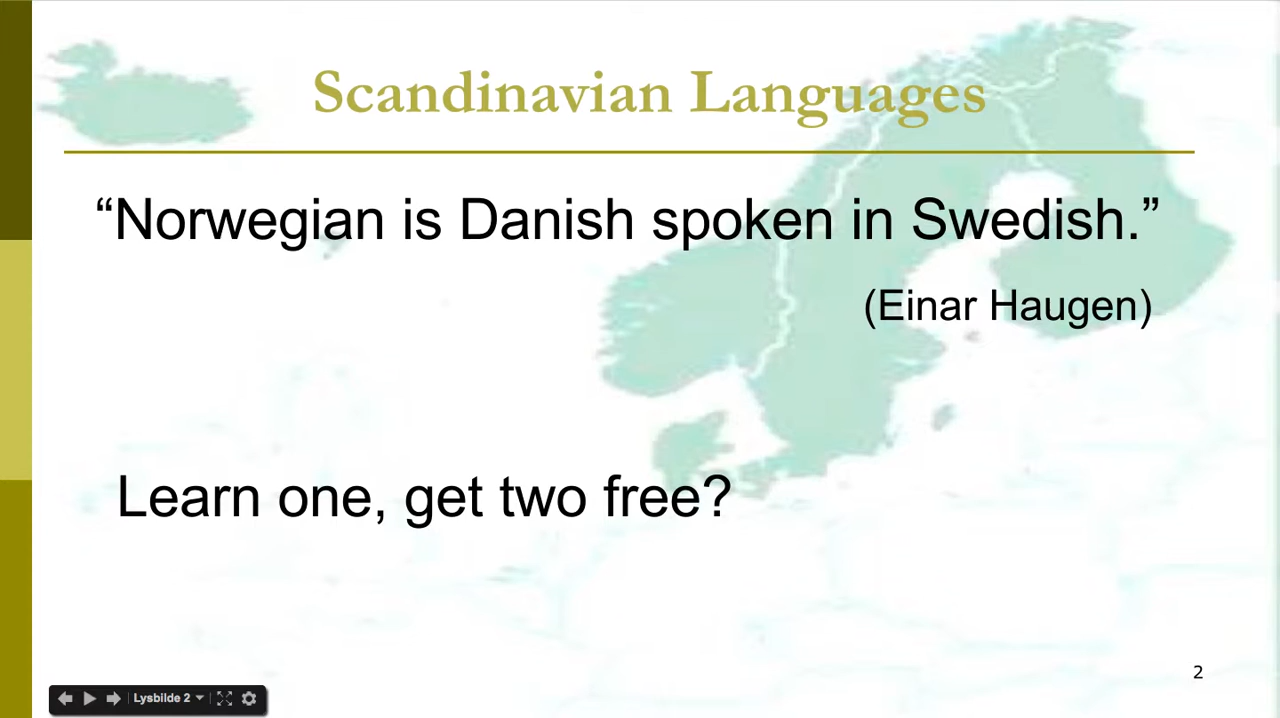 Scandinavian Languages
“Norwegian is Danish spoken in Swedish.”
(Einar Haugen)
Learn one, get two free?
2
Lysbilde 2